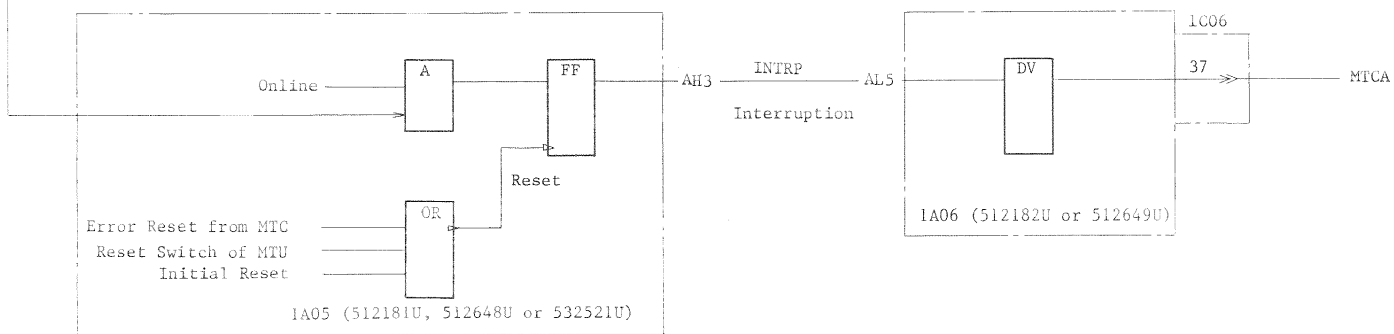 1C06
A
FF
DV
37
Online
AH3
INTRP
AL5
MTCA
Interruption
Reset
OR
1A06 (512182U or 512649U)
Error Reset from MTC
Reset Switch of MTU
Initial Reset
1A05 (512181U, 512648U or 532521U)